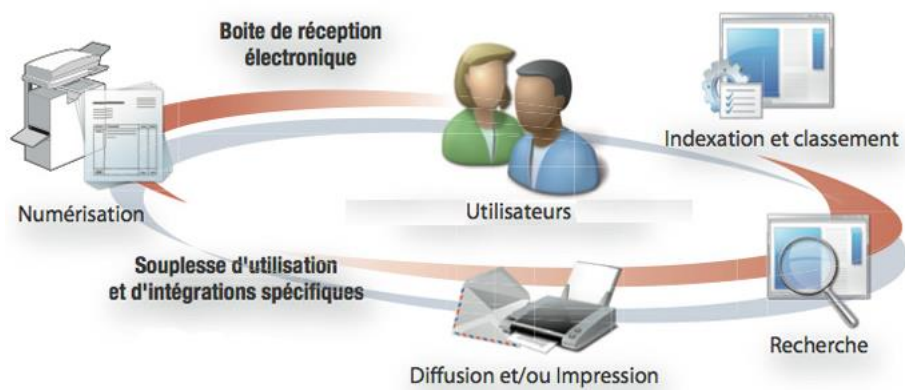 Boite de réception
électronique
Numérisation
Utilisateurs
Indexation et classement
Souplesse d'utilisation
et d'intégrations spécifiques
Diffusion et/ou Impression
Recherche